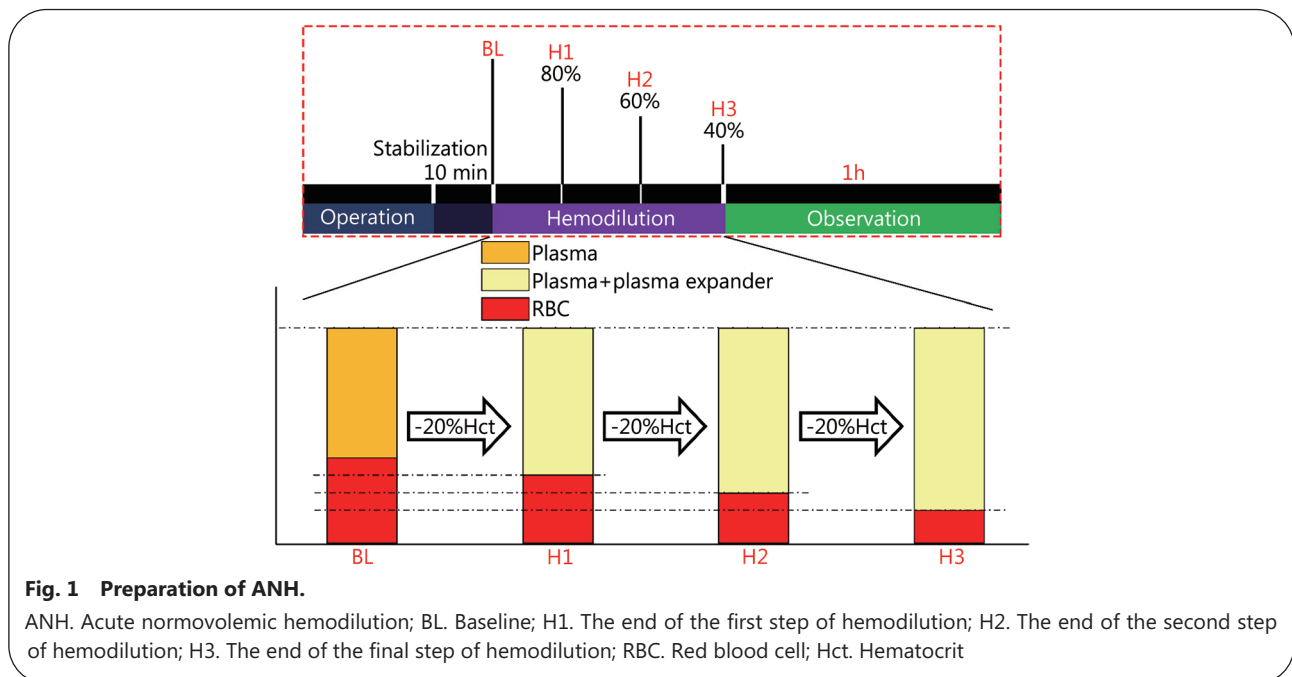 BL
H1
80%
H2
60%
H3
40%
Stabilization
10 min
1h
Operation
Hemodilution
Observation
Plasma
Plasma+plasma expander
RBC
-20%Hct
-20%Hct
-20%Hct
BL
H1
H2
H3
Fig. 1 Preparation of ANH.
ANH. Acute normovolemic hemodilution; BL. Baseline; H1. The end of the first step of hemodilution; H2. The end of the second step
of hemodilution; H3. The end of the final step of hemodilution; RBC. Red blood cell; Hct. Hematocrit